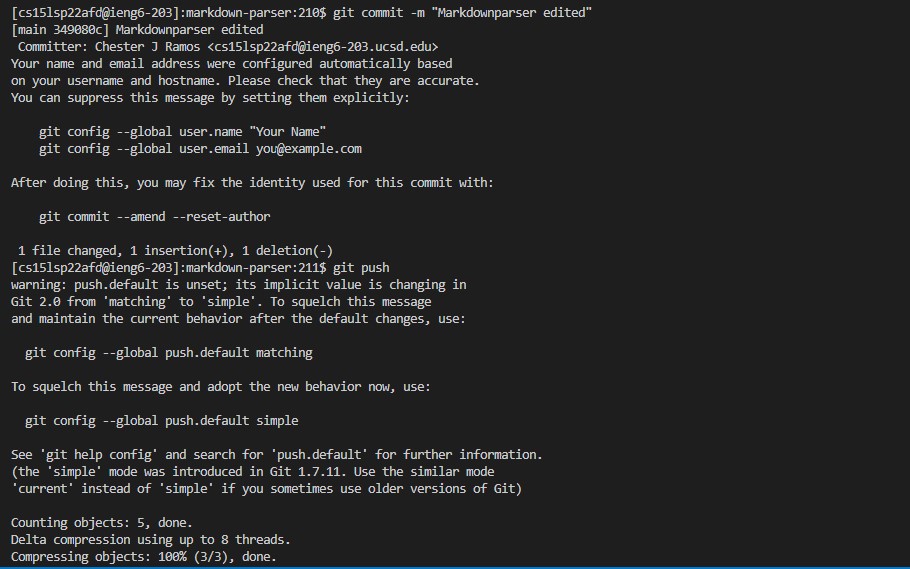 [cs15lsp22afd@ieng6-203]:markdown-parser:210$ git commit -m "Markdownparser edited"
[main 349080c] Markdownparser edited
 Committer: Chester J Ramos <cs15lsp22afd@ieng6-203.ucsd.edu>
Your name and email address were configured automatically based
on your username and hostname. Please check that they are accurate.
You can suppress this message by setting them explicitly:

    git config --global user.name "Your Name"
    git config --global user.email you@example.com

After doing this, you may fix the identity used for this commit with:

    git commit --amend --reset-author

 1 file changed, 1 insertion(+), 1 deletion(-)
[cs15lsp22afd@ieng6-203]:markdown-parser:211$ git push
warning: push.default is unset; its implicit value is changing in
Git 2.0 from 'matching' to 'simple'. To squelch this message
and maintain the current behavior after the default changes, use:

  git config --global push.default matching

To squelch this message and adopt the new behavior now, use:

  git config --global push.default simple

See 'git help config' and search for 'push.default' for further information.
(the 'simple' mode was introduced in Git 1.7.11. Use the similar mode
'current' instead of 'simple' if you sometimes use older versions of Git)

Counting objects: 5, done.
Delta compression using up to 8 threads.
Compressing objects: 100% (3/3), done.